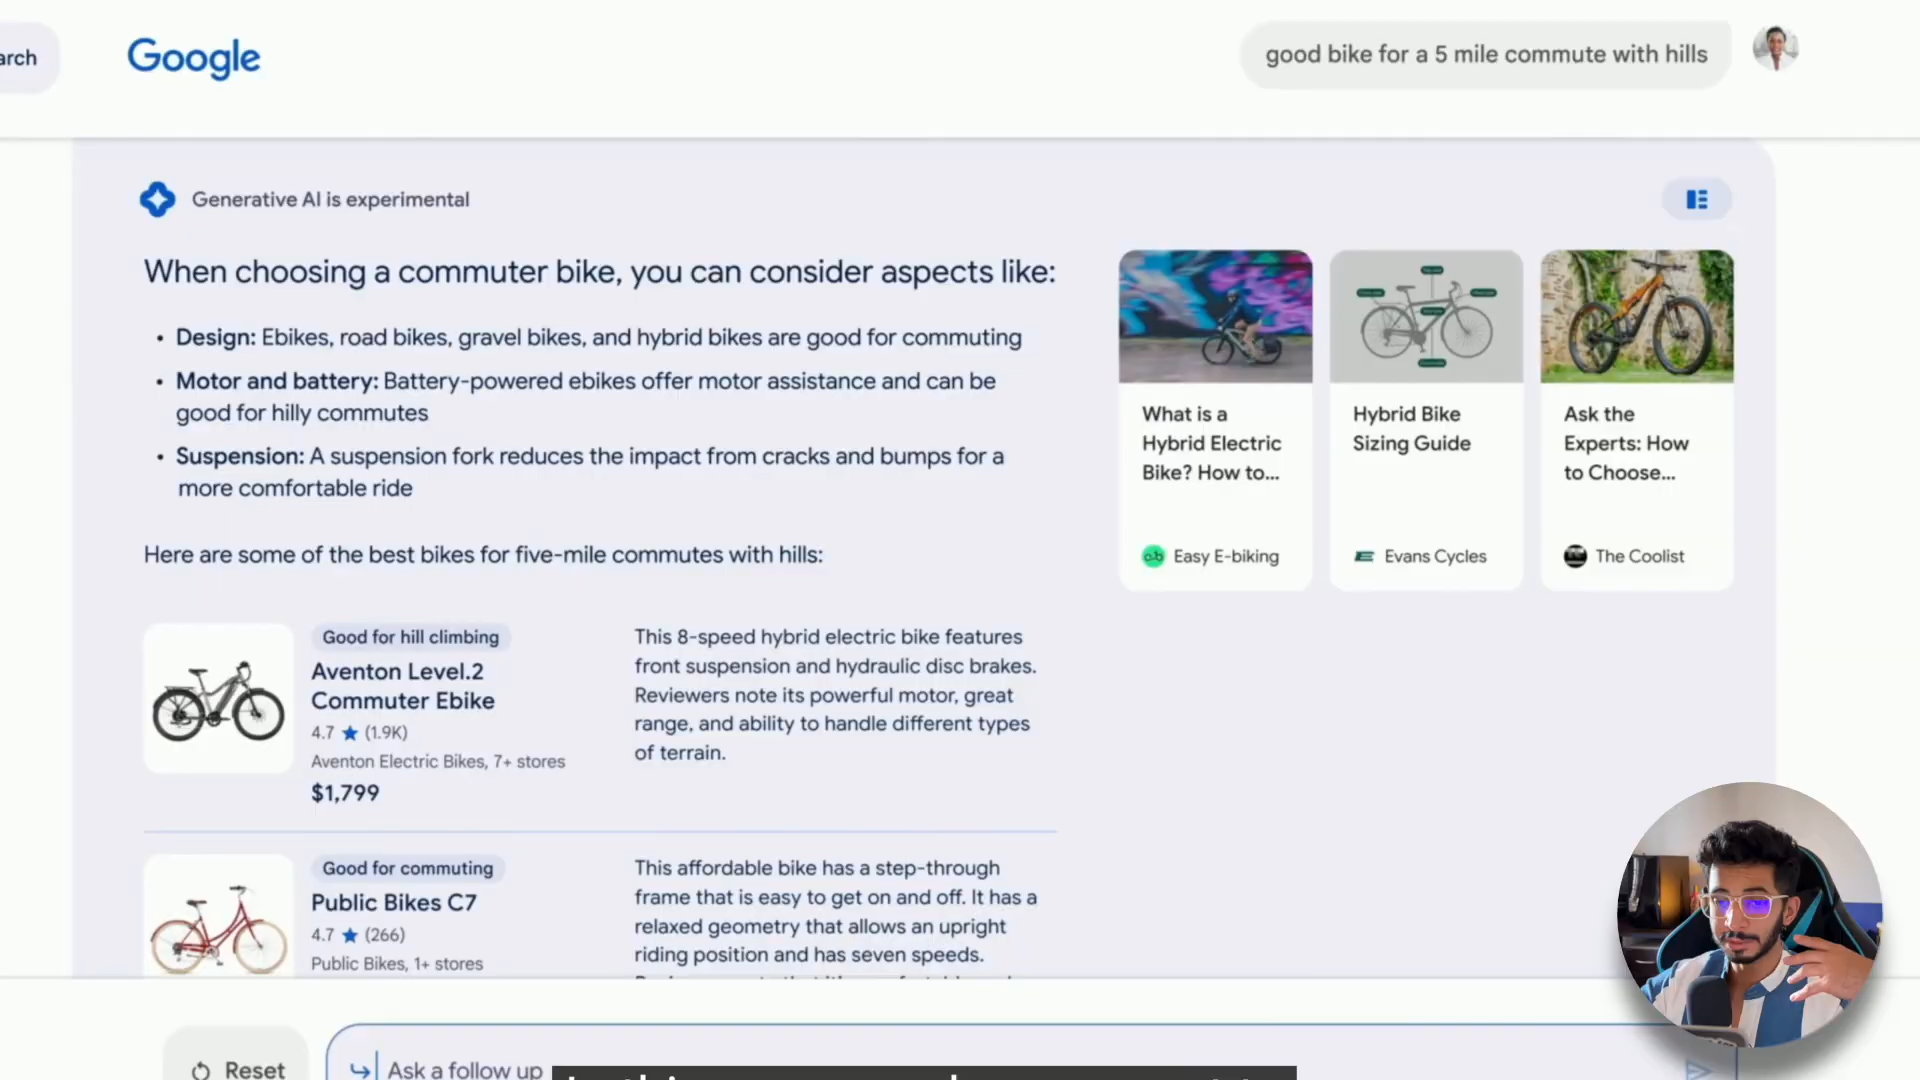 arch
Google
good bike for a 5 mile commute with hills
Generative AI is experimental
When choosing a commuter bike, you can consider aspects like:
• Design: Ebikes, road bikes, gravel bikes, and hybrid bikes are good for commuting
• Motor and battery: Battery-powered ebikes offer motor assistance and can be
good for hilly commutes
• Suspension: A suspension fork reduces the impact from cracks and bumps for a
more comfortable ride
Here are some of the best bikes for five-mile commutes with hills:
What is a
Hybrid Electric
Bike? How to...
Easy E-biking
Hybrid Bike
Sizing Guide
Evans Cycles
Ask the
Experts: How
to Choose...
The Coolist
Good for hill climbing
Aventon Level.2
Commuter Ebike
4.7 ★ (1.9K)
Aventon Electric Bikes, 7+ stores
$1,799
This 8-speed hybrid electric bike features
front suspension and hydraulic disc brakes.
Reviewers note its powerful motor, great
range, and ability to handle different types
of terrain.
Good for commuting
Public Bikes C7
4.7 ★ (266)
Public Bikes, 1+ stores
This affordable bike has a step-through
frame that is easy to get on and off. It has a
relaxed geometry that allows an upright
riding position and has seven speeds.
Reset
Ask a follow up